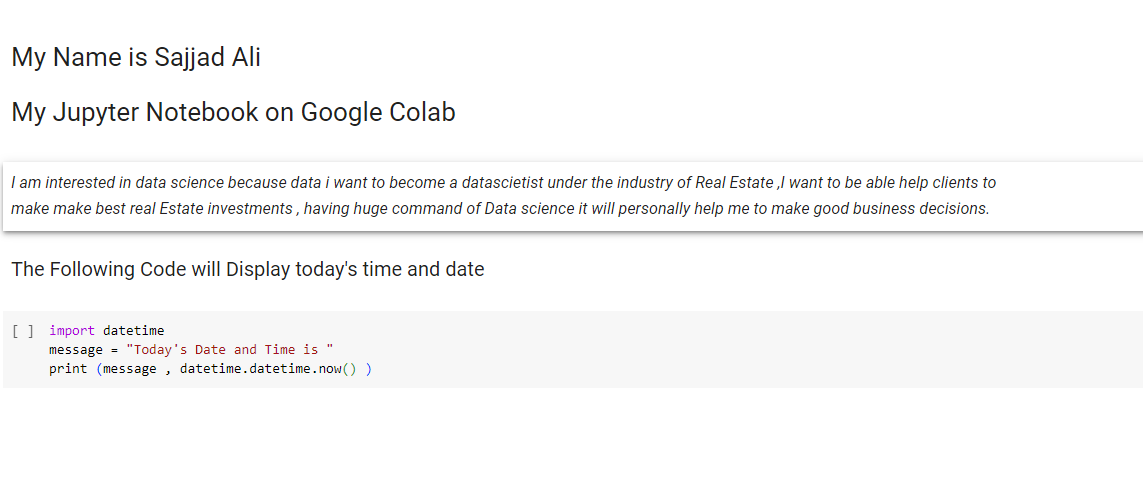 My Name is Sajjad Ali
My Jupyter Notebook on Google Colab
I am interested in data science because data i want to become a datascietist under the industry of Real Estate ,I want to be able help clients to
make make best real Estate investments , having huge command of Data science it will personally help me to make good business decisions.
The Following Code will Display today's time and date
[ ] import datetime
message = "Today's Date and Time is "
print (message , datetime.datetime.now() )